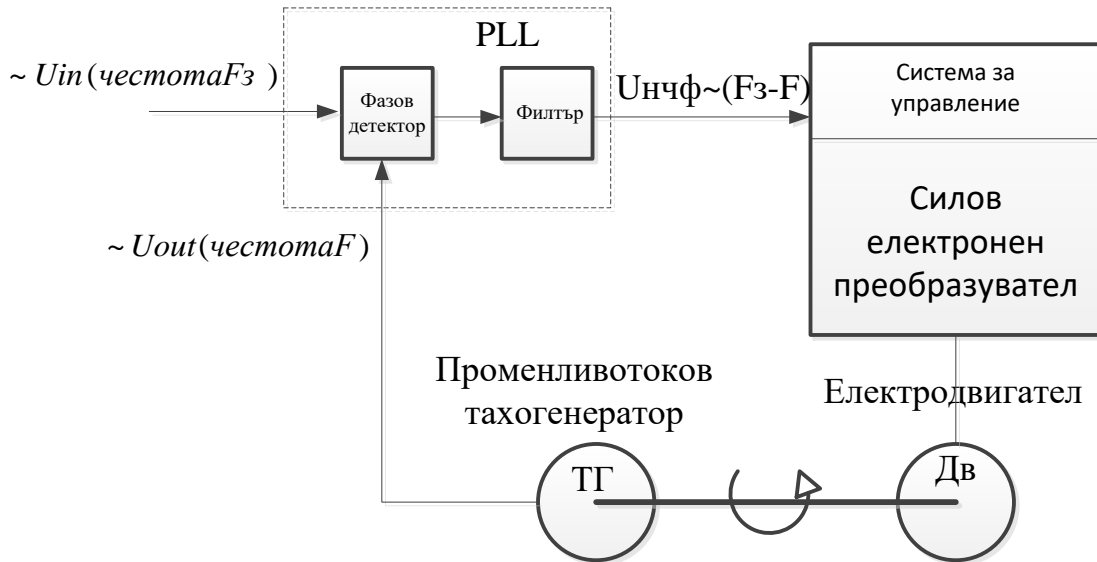 PLL
~ Uin(честотаFз)
Фазов
детектор
Филтър
Uнчф~(Fз-F)
Система за
управление
Силов
електронен
преобразувател
~ Uout(честотаF)
Променливотоков
тахогенератор
Електродвигател
ТГ
Дв